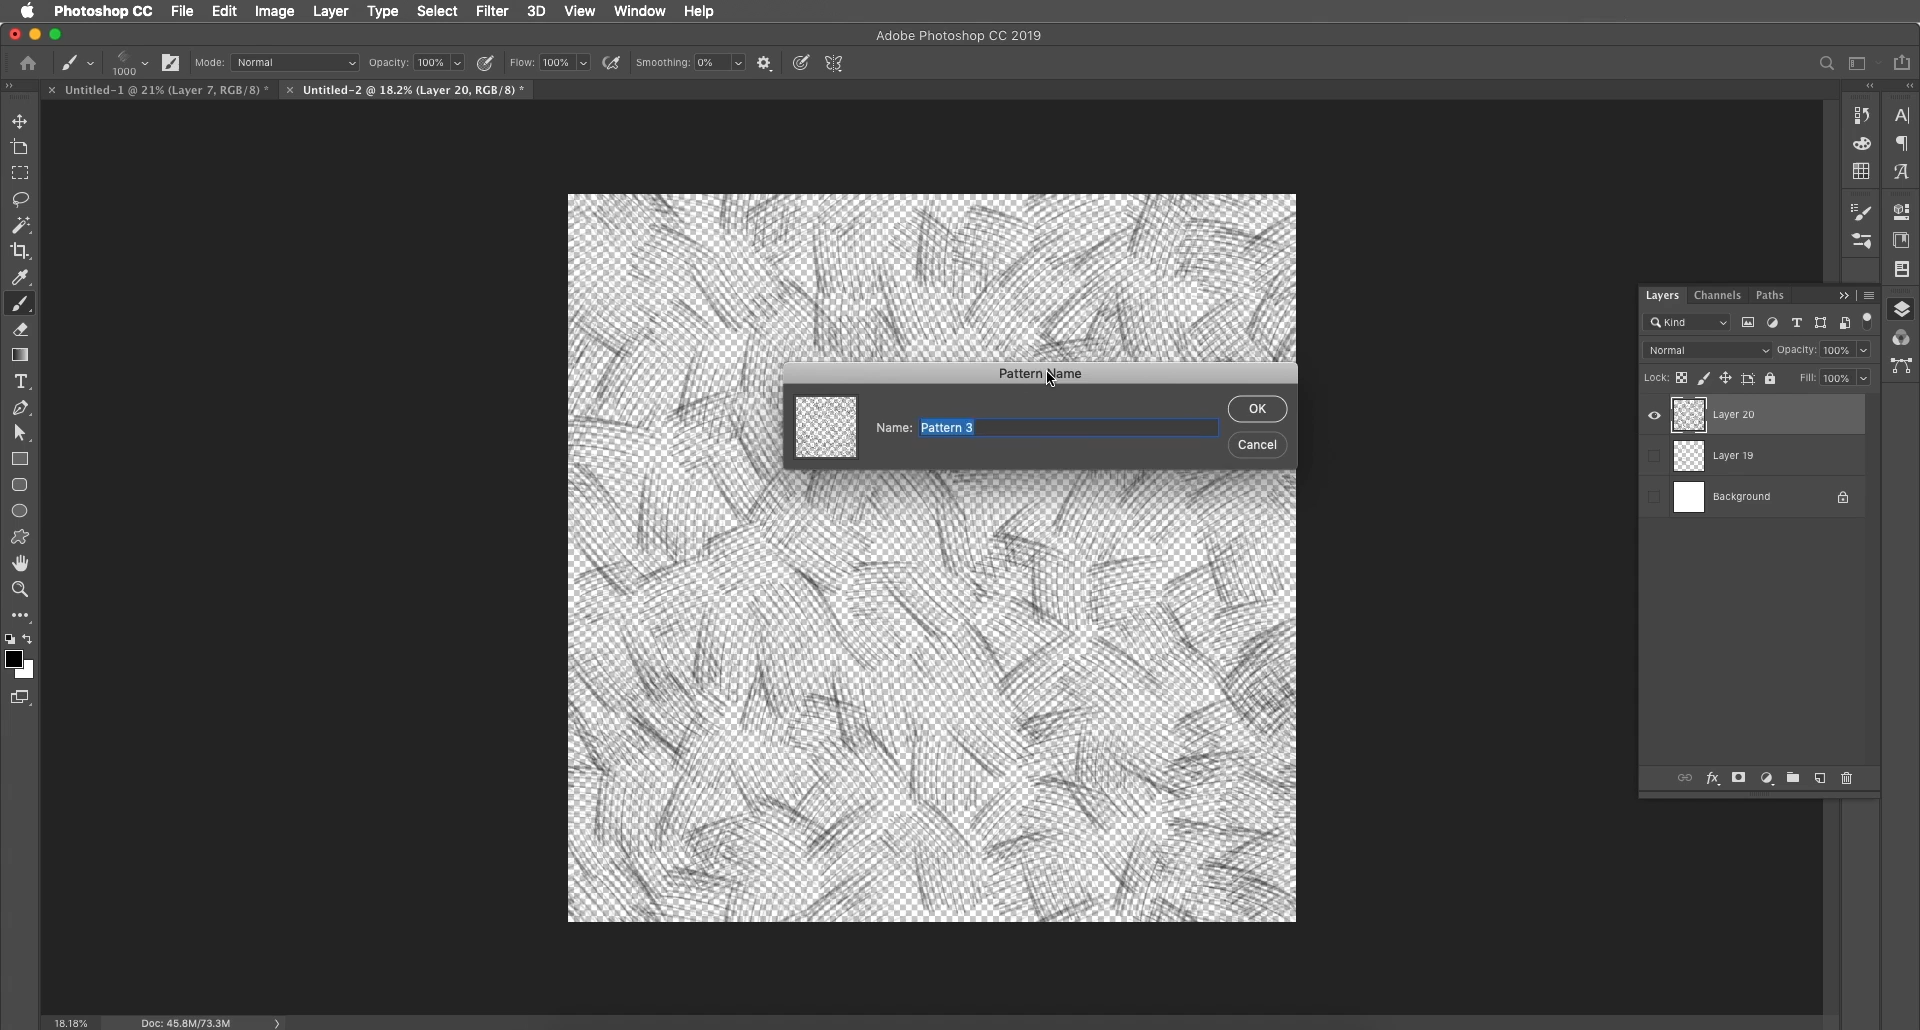 Photoshop CC File Edit Image Layer Type Select Filter 3D View Window Help
Adobe Photoshop CC 2019
1000 Mode: Normal Opacity: 100% Flow: 100% Smoothing: 0%
Untitled-1 @ 21% (Layer 7, RGB/8) * Untitled-2 @ 18.2% (Layer 20, RGB/8) *
Layers Channels Paths
Kind
Normal Opacity: 100%
Lock: Fill: 100%
Layer 20
Layer 19
Background
Pattern Name
Name: Pattern 3
OK
Cancel
18.18% Doc: 45.8M/73.3M